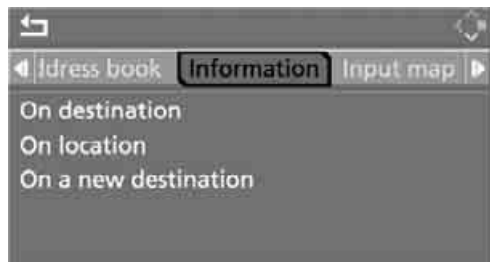 ldress book Information Input map
On destination
On location
On a new destination